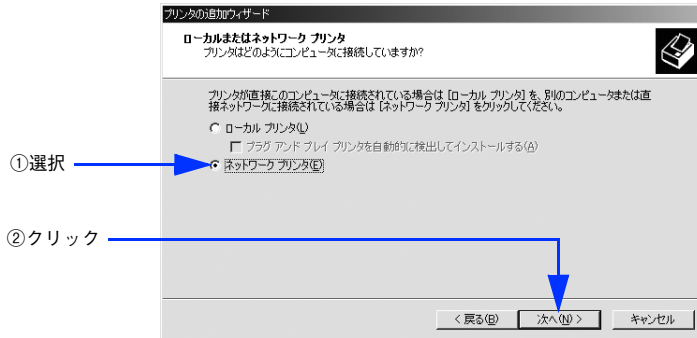 プリンタの追加ウィザード
ローカルまたはネットワーク プリンタ
プリンタはどのようにコンピュータに接続していますか?
プリンタが直接このコンピュータに接続されている場合は [ローカル プリンタ] を、別のコンピュータまたは直
接ネットワークに接続されている場合は [ネットワーク プリンタ] をクリックしてください。
ローカル プリンタ(L)
プラグ アンド プレイ プリンタを自動的に検出してインストールする(A)
①選択
ネットワーク プリンタ(E)
②クリック
< 戻る(B)
次へ(N) >
キャンセル